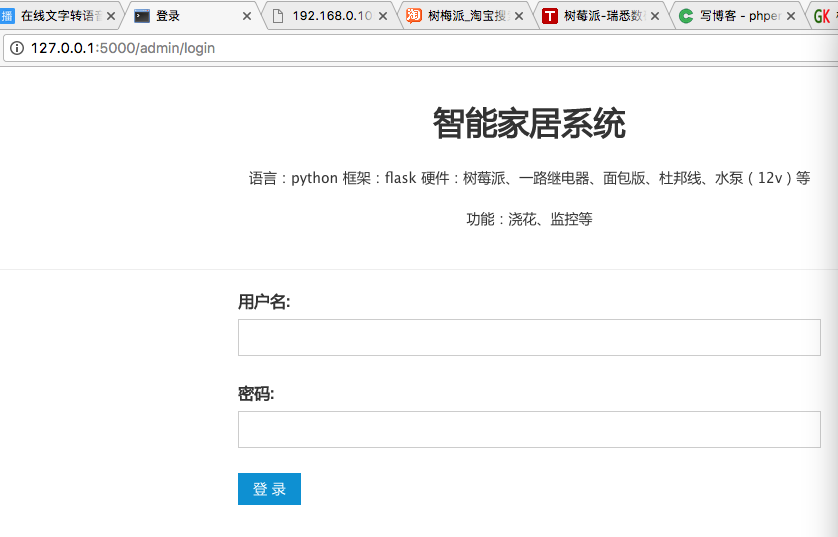 在线文字转语音
登录
192.168.0.10
树梅派_淘宝搜
树莓派-瑞悉数
写博客 - phper
127.0.0.1:5000/admin/login
智能家居系统
语言：python 框架：flask 硬件：树莓派、一路继电器、面包版、杜邦线、水泵（12v）等
功能：浇花、监控等
用户名:
密码:
登 录